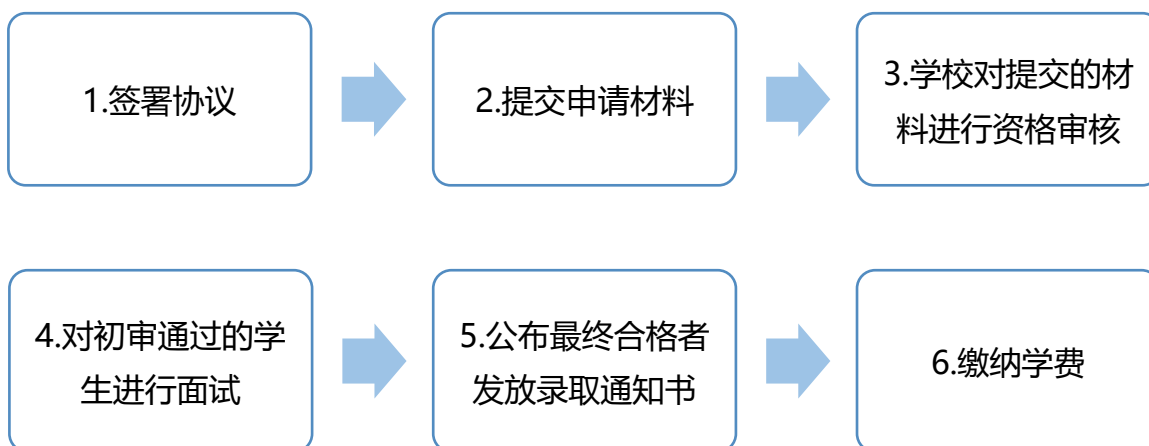 1.签署协议
2.提交申请材料
3.学校对提交的材
料进行资格审核
4.对初审通过的学
生进行面试
5.公布最终合格者
发放录取通知书
6.缴纳学费